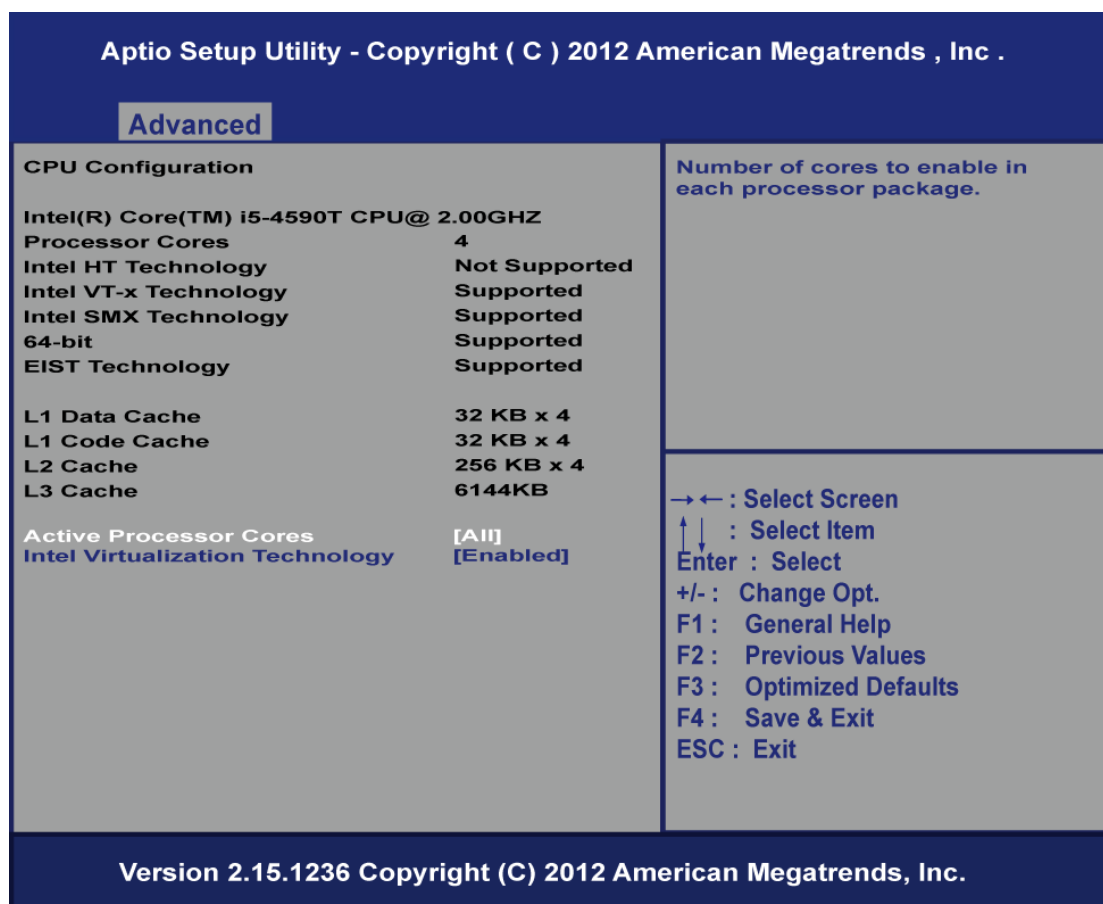 Aptio Setup Utility - Copyright ( C ) 2012 American Megatrends , Inc .
Advanced
CPU Configuration
Intel(R) Core(TM) i5-4590T CPU@ 2.00GHZ
Processor Cores 4
Intel HT Technology Not Supported
Intel VT-x Technology Supported
Intel SMX Technology Supported
64-bit Supported
EIST Technology Supported
L1 Data Cache 32 KB x 4
L1 Code Cache 32 KB x 4
L2 Cache 256 KB x 4
L3 Cache 6144KB
Active Processor Cores [All]
Intel Virtualization Technology [Enabled]
Number of cores to enable in
each processor package.
→ ← : Select Screen
↑ ↓ : Select Item
Enter : Select
+/- : Change Opt.
F1 : General Help
F2 : Previous Values
F3 : Optimized Defaults
F4 : Save & Exit
ESC : Exit
Version 2.15.1236 Copyright (C) 2012 American Megatrends, Inc.